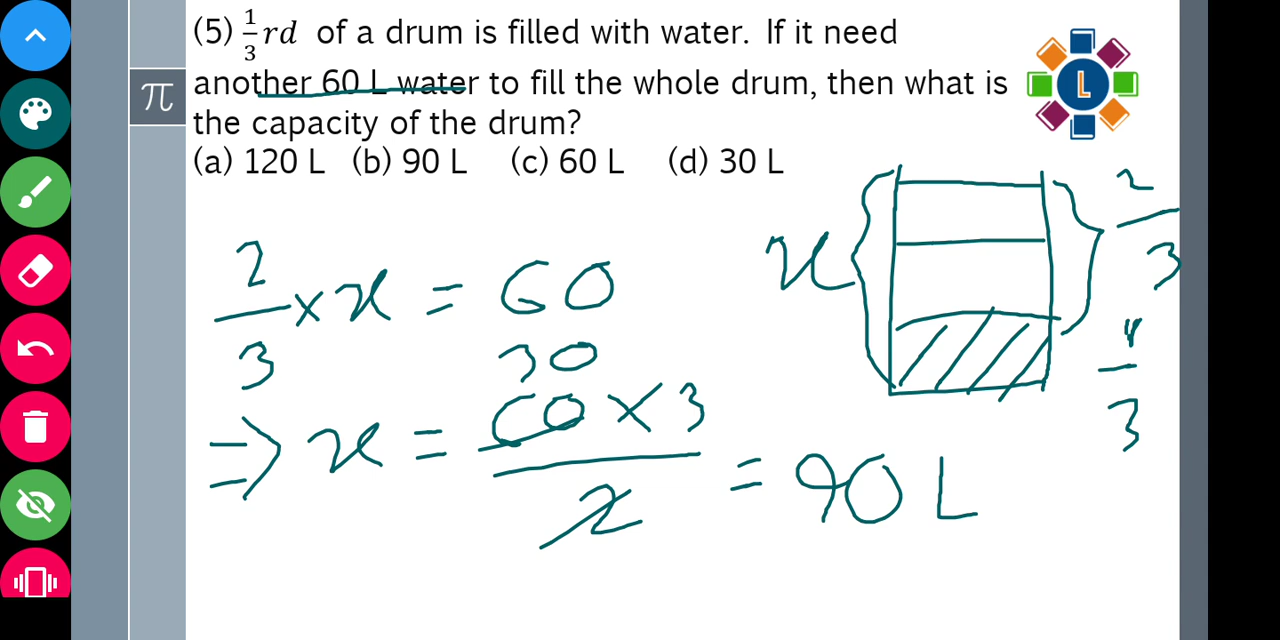 (5) 1/3 rd of a drum is filled with water. If it need
another 60 L water to fill the whole drum, then what is
the capacity of the drum?
(a) 120 L (b) 90 L (c) 60 L (d) 30 L
π
L
2/3 × x = 60
30
⇒ x = 60 × 3 / 2 = 90 L
x
2/3
1/3